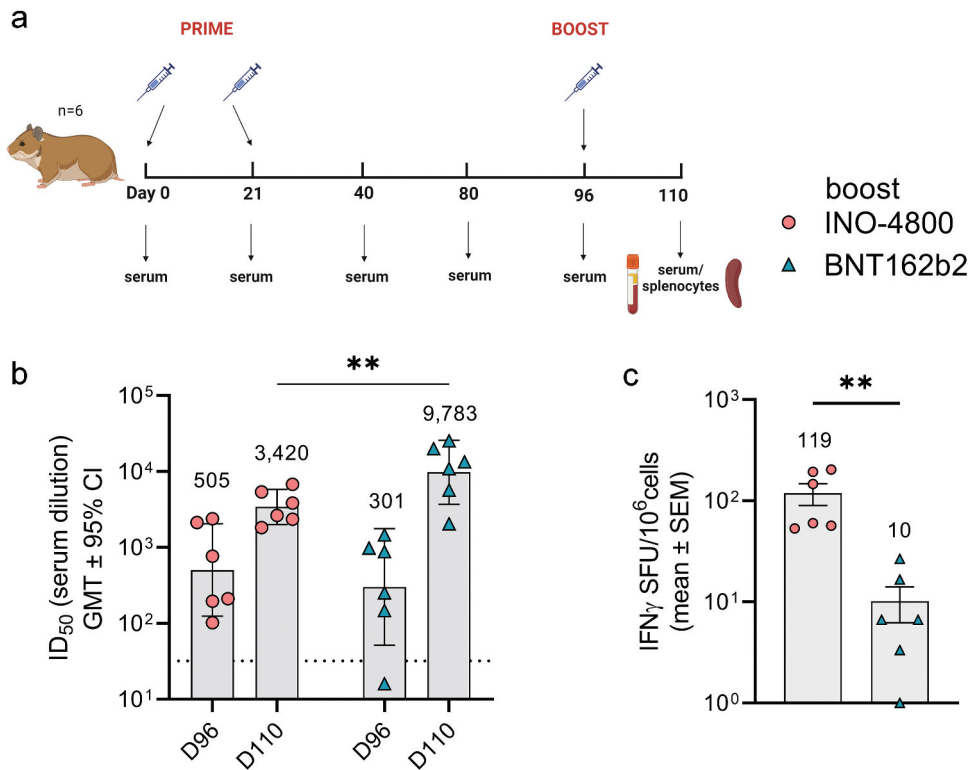 a
PRIME
BOOST
n=6
Day 0
21
40
80
96
110
serum
serum
serum
serum
serum
serum/
splenocytes
boost
INO-4800
BNT162b2
b
ID50 (serum dilution)
GMT ± 95% CI
10^5
10^4
10^3
10^2
10^1
505
3,420
301
9,783
**
D96
D110
D96
D110
c
IFNγ SFU/10^6cells
(mean ± SEM)
10^3
10^2
10^1
10^0
**
119
10